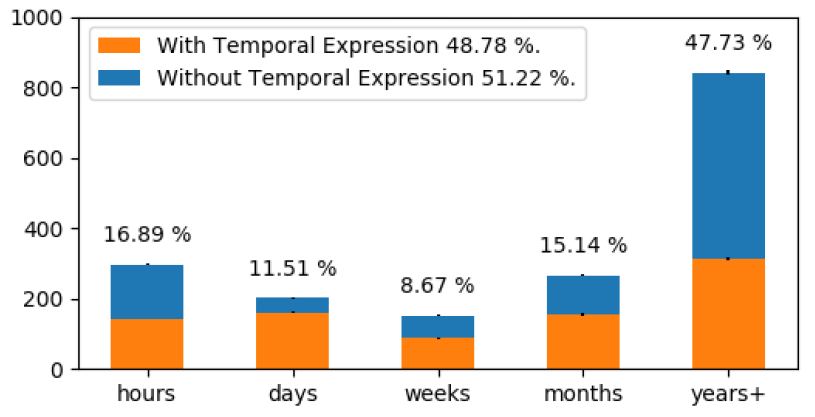 1000
800
600
400
200
0
With Temporal Expression 48.78 %.
Without Temporal Expression 51.22 %.
16.89 %
11.51 %
8.67 %
15.14 %
47.73 %
hours
days
weeks
months
years+